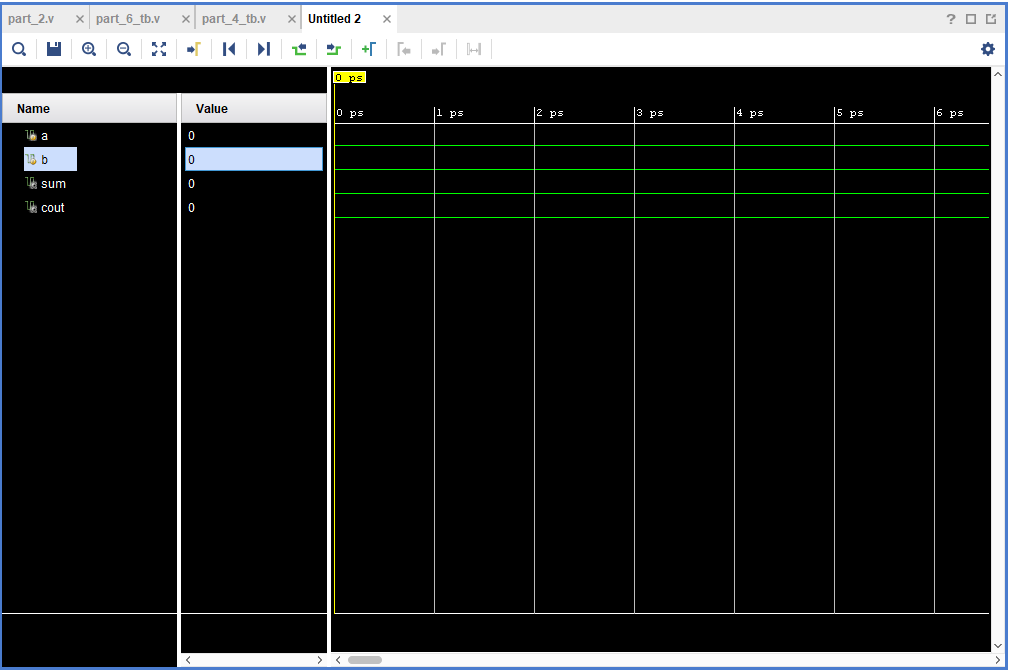 part_2.v × part_6_tb.v × part_4_tb.v × Untitled 2 ×
?
0 ps
Name Value
0 ps 1 ps 2 ps 3 ps 4 ps 5 ps 6 ps
a 0
b 0
sum 0
cout 0